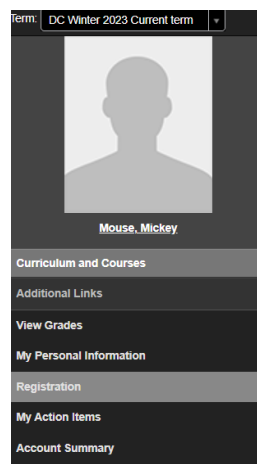 Term: DC Winter 2023 Current term
Mouse, Mickey
Curriculum and Courses
Additional Links
View Grades
My Personal Information
Registration
My Action Items
Account Summary